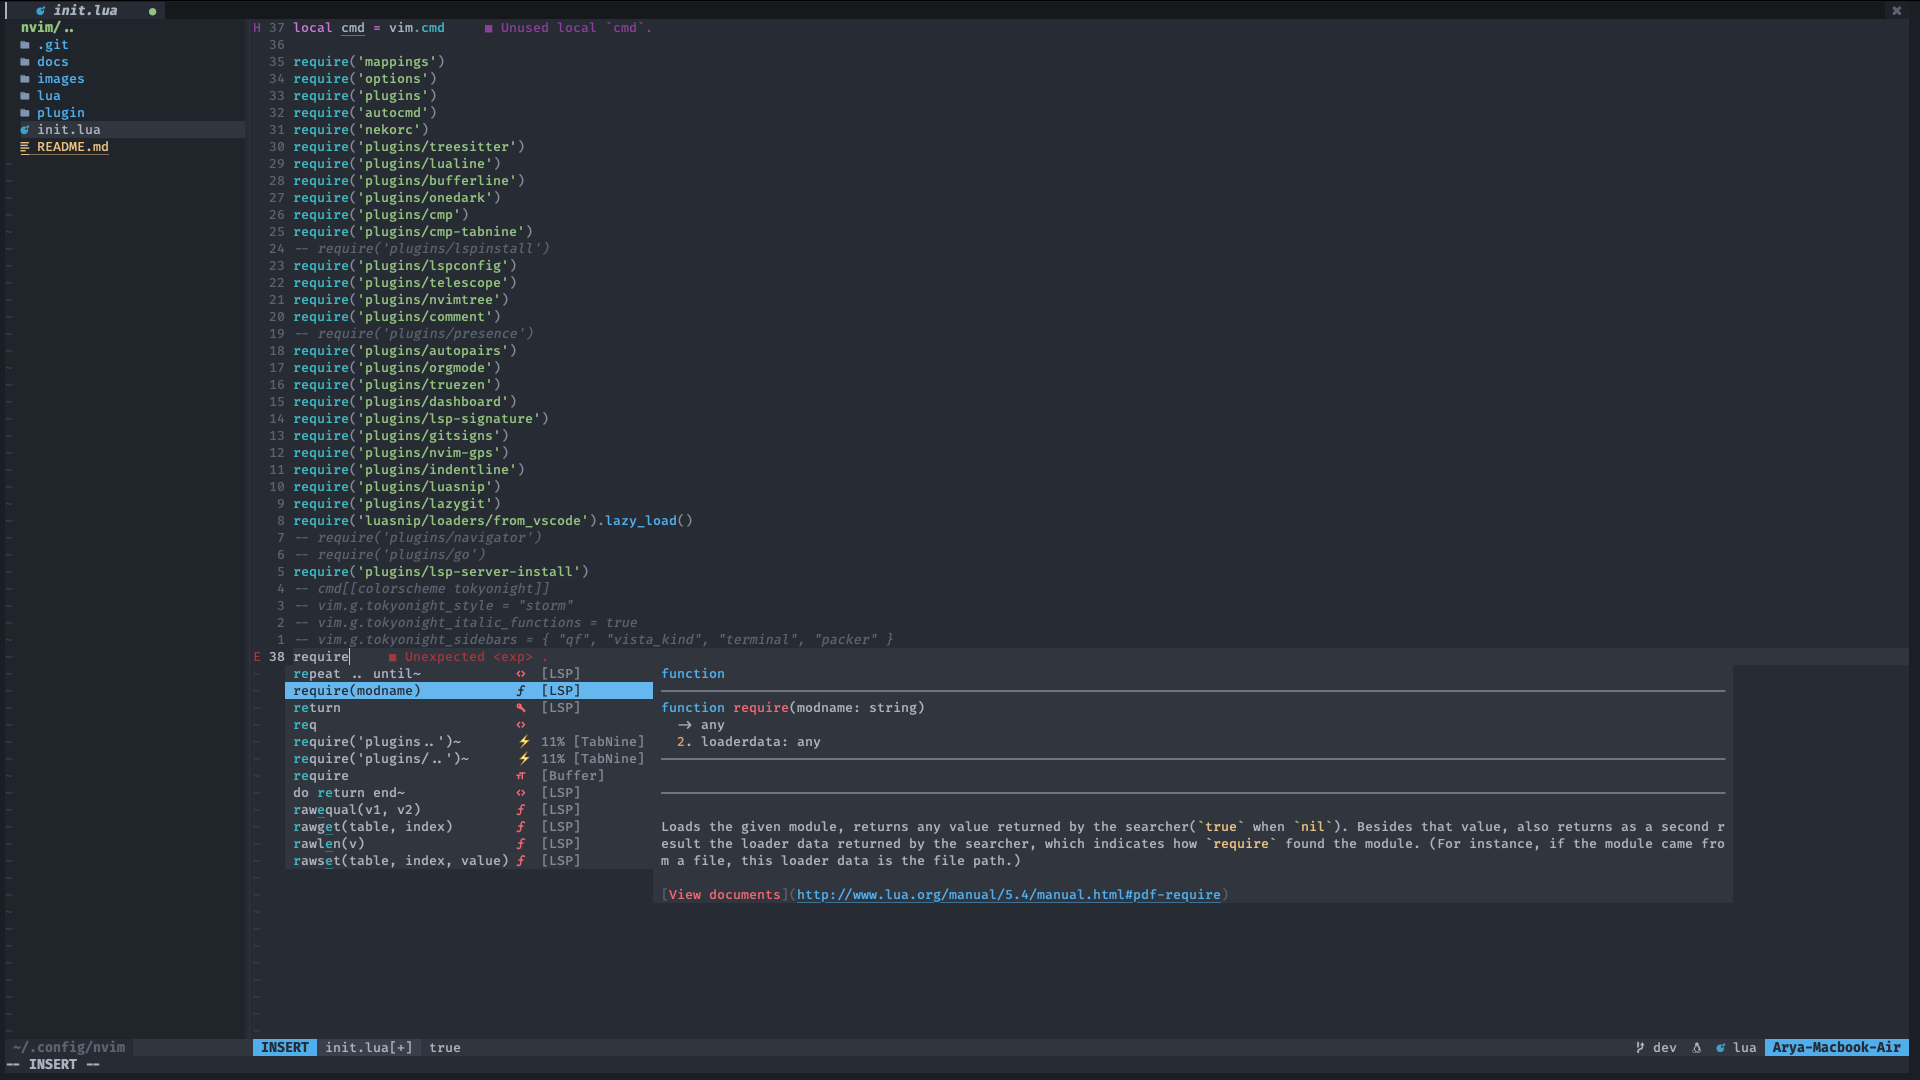 init.lua
nvim/..
.git
docs
images
lua
plugin
init.lua
README.md
H 37 local cmd = vim.cmd ■ Unused local `cmd`.
36
35 require('mappings')
34 require('options')
33 require('plugins')
32 require('autocmd')
31 require('nekorc')
30 require('plugins/treesitter')
29 require('plugins/lualine')
28 require('plugins/bufferline')
27 require('plugins/onedark')
26 require('plugins/cmp')
25 require('plugins/cmp-tabnine')
24 -- require('plugins/lspinstall')
23 require('plugins/lspconfig')
22 require('plugins/telescope')
21 require('plugins/nvimtree')
20 require('plugins/comment')
19 -- require('plugins/presence')
18 require('plugins/autopairs')
17 require('plugins/orgmode')
16 require('plugins/truezen')
15 require('plugins/dashboard')
14 require('plugins/lsp-signature')
13 require('plugins/gitsigns')
12 require('plugins/nvim-gps')
11 require('plugins/indentline')
10 require('plugins/luasnip')
9 require('plugins/lazygit')
8 require('luasnip/loaders/from_vscode').lazy_load()
7 -- require('plugins/navigator')
6 -- require('plugins/go')
5 require('plugins/lsp-server-install')
4 -- cmd[[colorscheme tokyonight]]
3 -- vim.g.tokyonight_style = "storm"
2 -- vim.g.tokyonight_italic_functions = true
1 -- vim.g.tokyonight_sidebars = { "qf", "vista_kind", "terminal", "packer" }
E 38 require ■ Unexpected <exp> .
repeat .. until~ [LSP]
require(modname) ƒ [LSP]
return [LSP]
req
require('plugins..')~ ⚡ 11% [TabNine]
require('plugins/..')~ ⚡ 11% [TabNine]
require [Buffer]
do return end~ [LSP]
rawequal(v1, v2) ƒ [LSP]
rawget(table, index) ƒ [LSP]
rawlen(v) ƒ [LSP]
rawset(table, index, value) ƒ [LSP]
function
function require(modname: string)
→ any
2. loaderdata: any
Loads the given module, returns any value returned by the searcher(`true` when `nil`). Besides that value, also returns as a second r
esult the loader data returned by the searcher, which indicates how `require` found the module. (For instance, if the module came fro
m a file, this loader data is the file path.)
[View documents](http://www.lua.org/manual/5.4/manual.html#pdf-require)
~/.config/nvim
INSERT init.lua[+] true
dev lua Arya-Macbook-Air
-- INSERT --